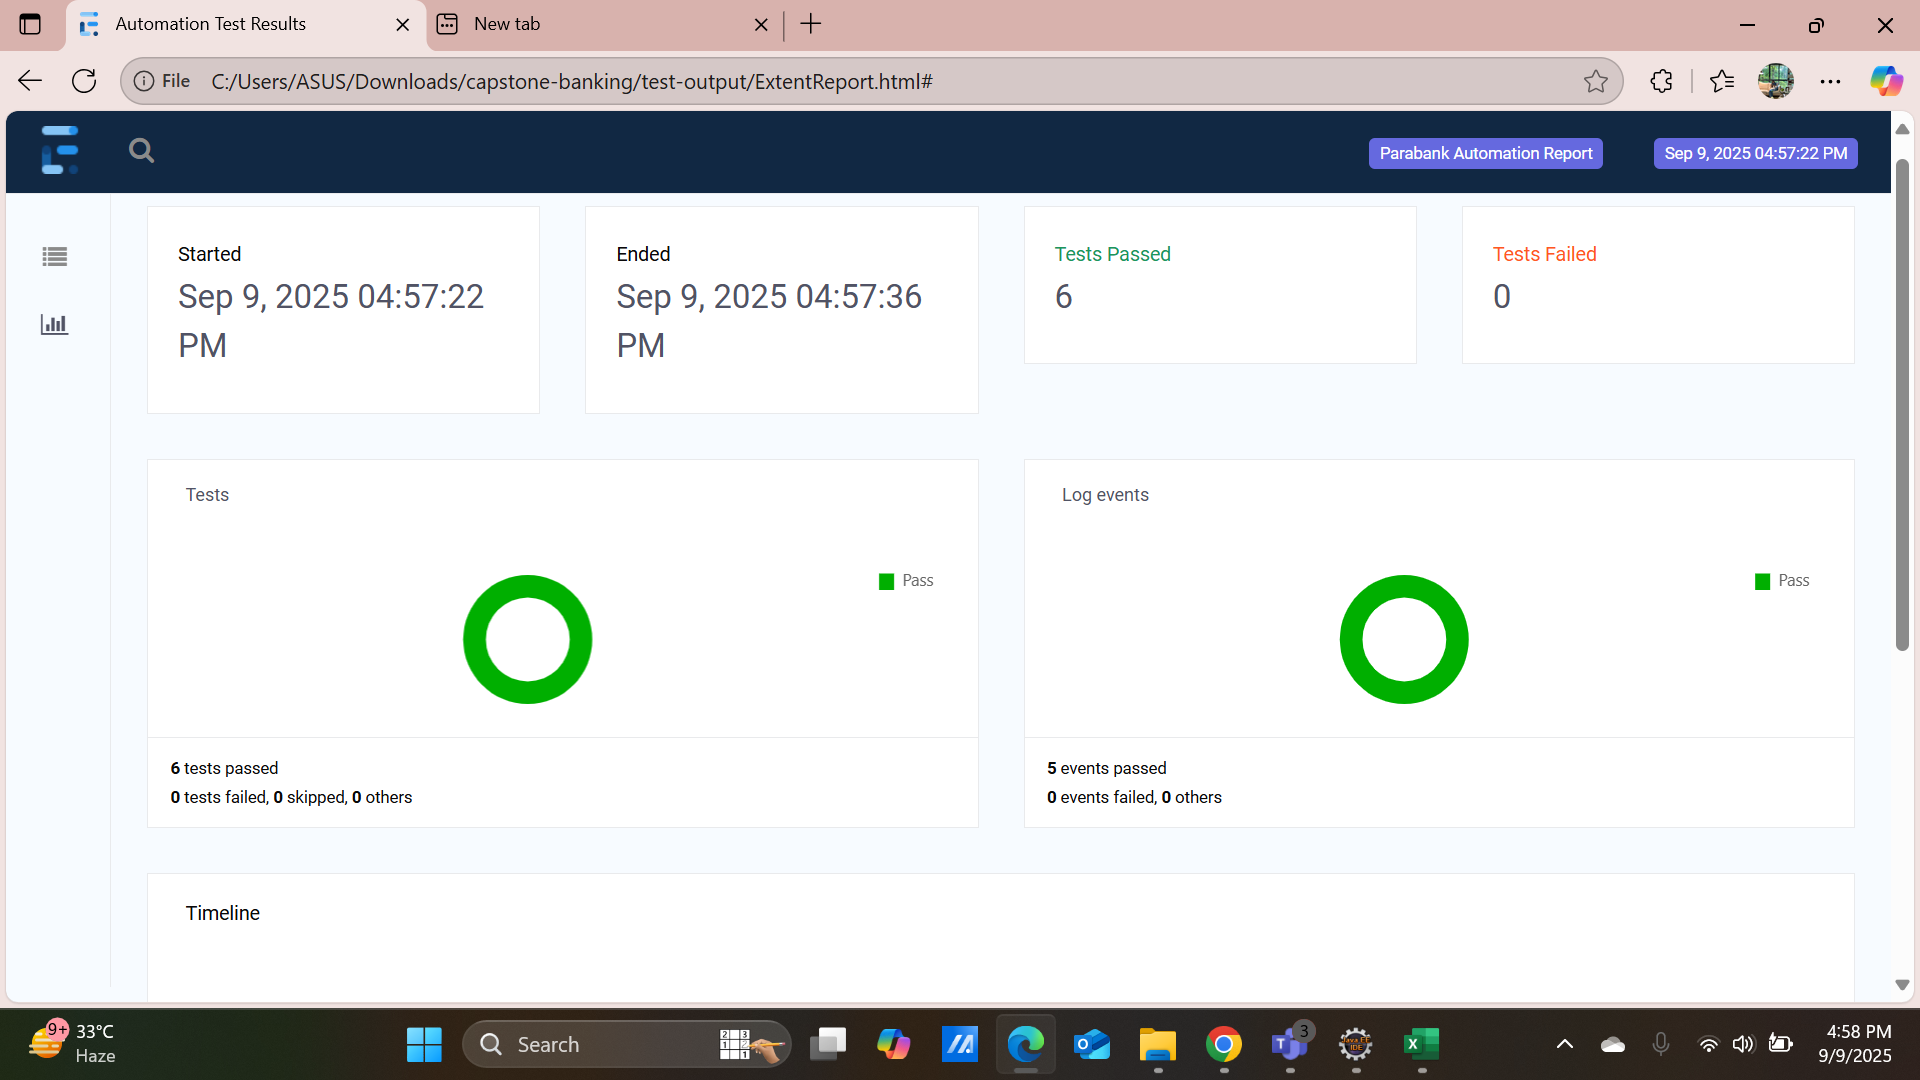 Automation Test Results
New tab
File
C:/Users/ASUS/Downloads/capstone-banking/test-output/ExtentReport.html#
Parabank Automation Report
Sep 9, 2025 04:57:22 PM
Started
Sep 9, 2025 04:57:22
PM
Ended
Sep 9, 2025 04:57:36
PM
Tests Passed
6
Tests Failed
0
Tests
Pass
6 tests passed
0 tests failed, 0 skipped, 0 others
Log events
Pass
5 events passed
0 events failed, 0 others
Timeline
9+
33°C
Haze
Search
3
4:58 PM
9/9/2025